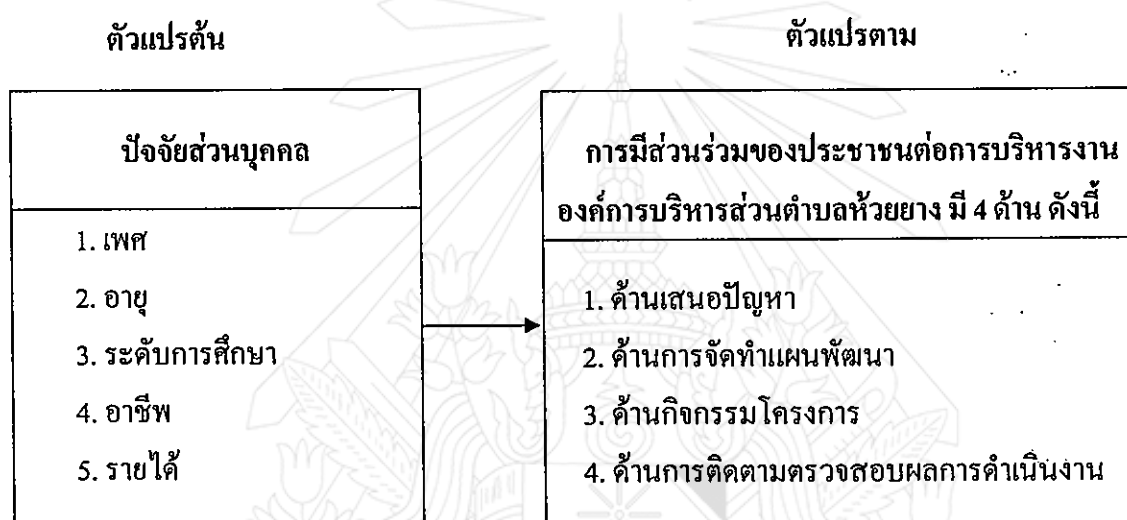 ตัวแปรต้น
ตัวแปรตาม
ปัจจัยส่วนบุคคล
1. เพศ
2. อายุ
3. ระดับการศึกษา
4. อาชีพ
5. รายได้
การมีส่วนร่วมของประชาชนต่อการบริหารงาน
องค์การบริหารส่วนตำบลห้วยยาง มี 4 ด้าน ดังนี้
1. ด้านเสนอปัญหา
2. ด้านการจัดทำแผนพัฒนา
3. ด้านกิจกรรมโครงการ
4. ด้านการติดตามตรวจสอบผลการดำเนินงาน